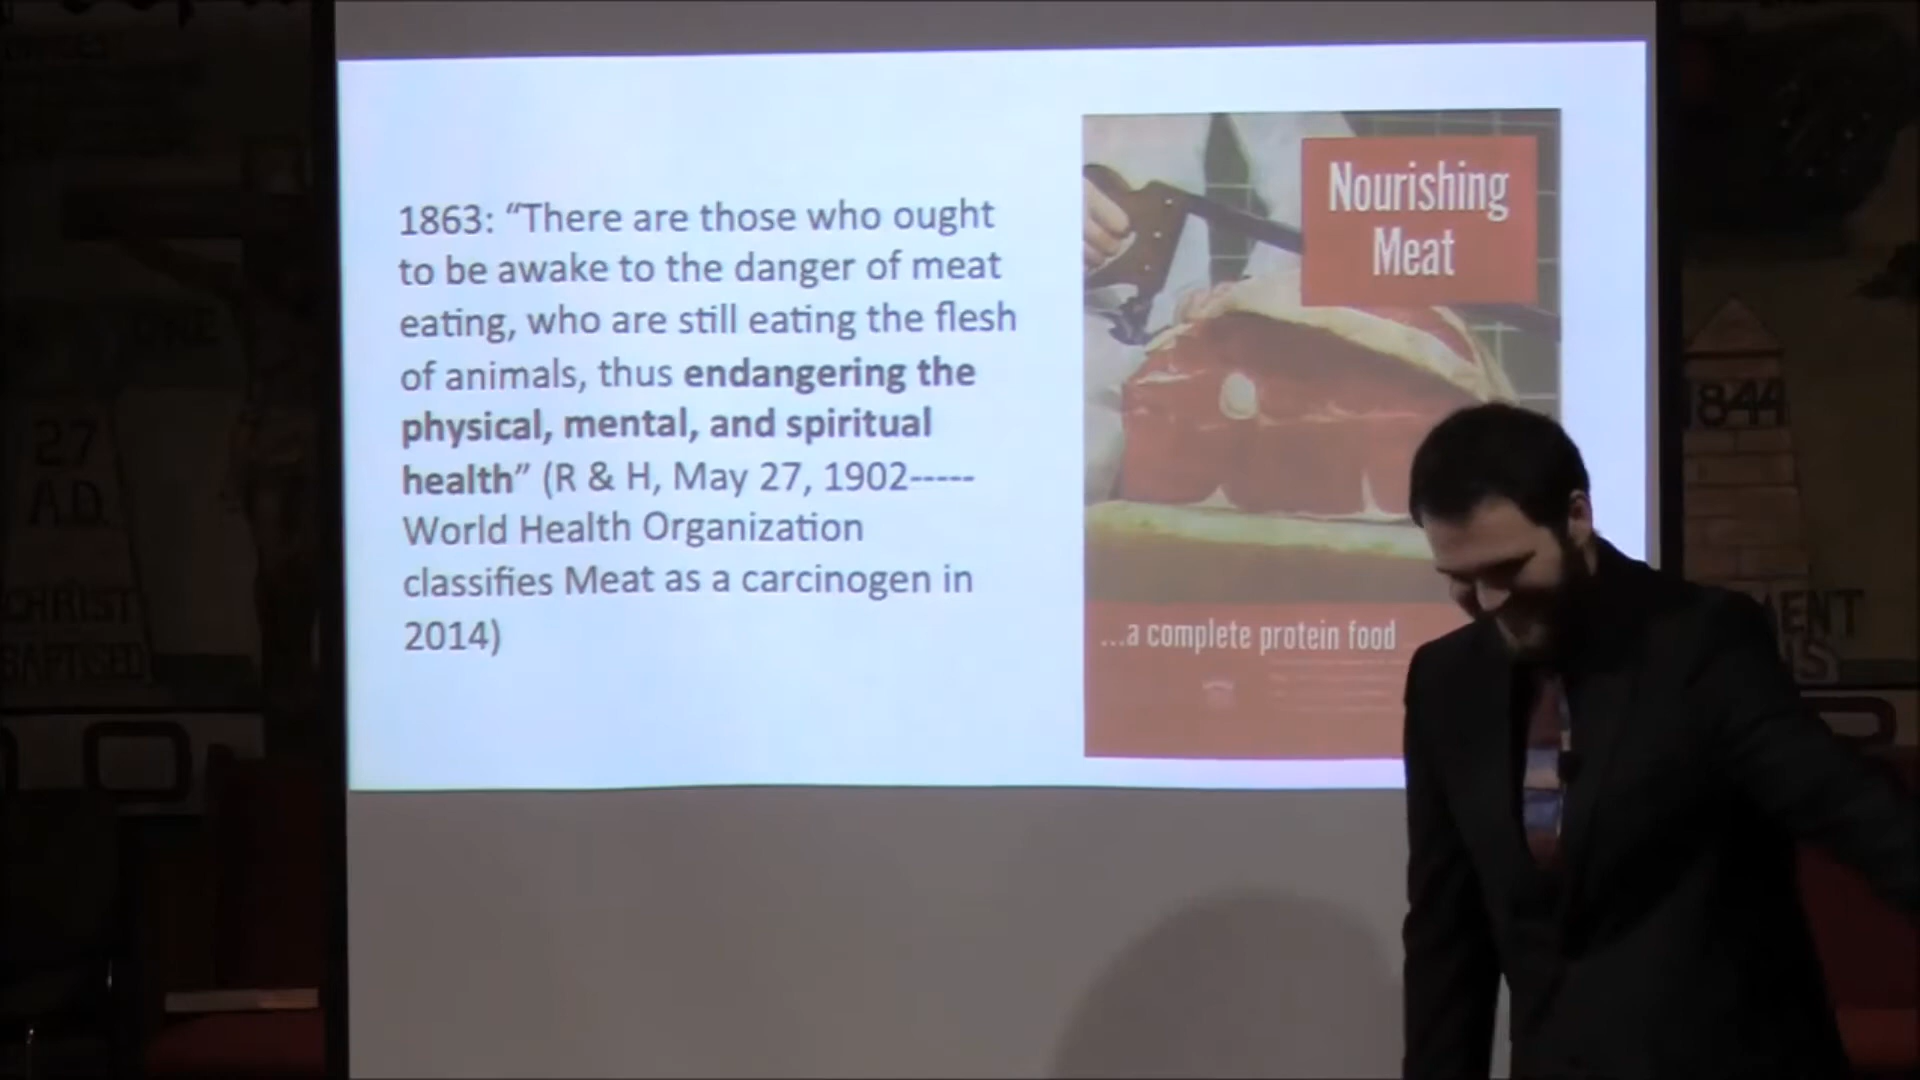 1863: “There are those who ought
to be awake to the danger of meat
eating, who are still eating the flesh
of animals, thus endangering the
physical, mental, and spiritual
health” (R & H, May 27, 1902-----
World Health Organization
classifies Meat as a carcinogen in
2014)
Nourishing
Meat
...a complete protein food
27
A.D.
CHRIST
BAPTISED
1844